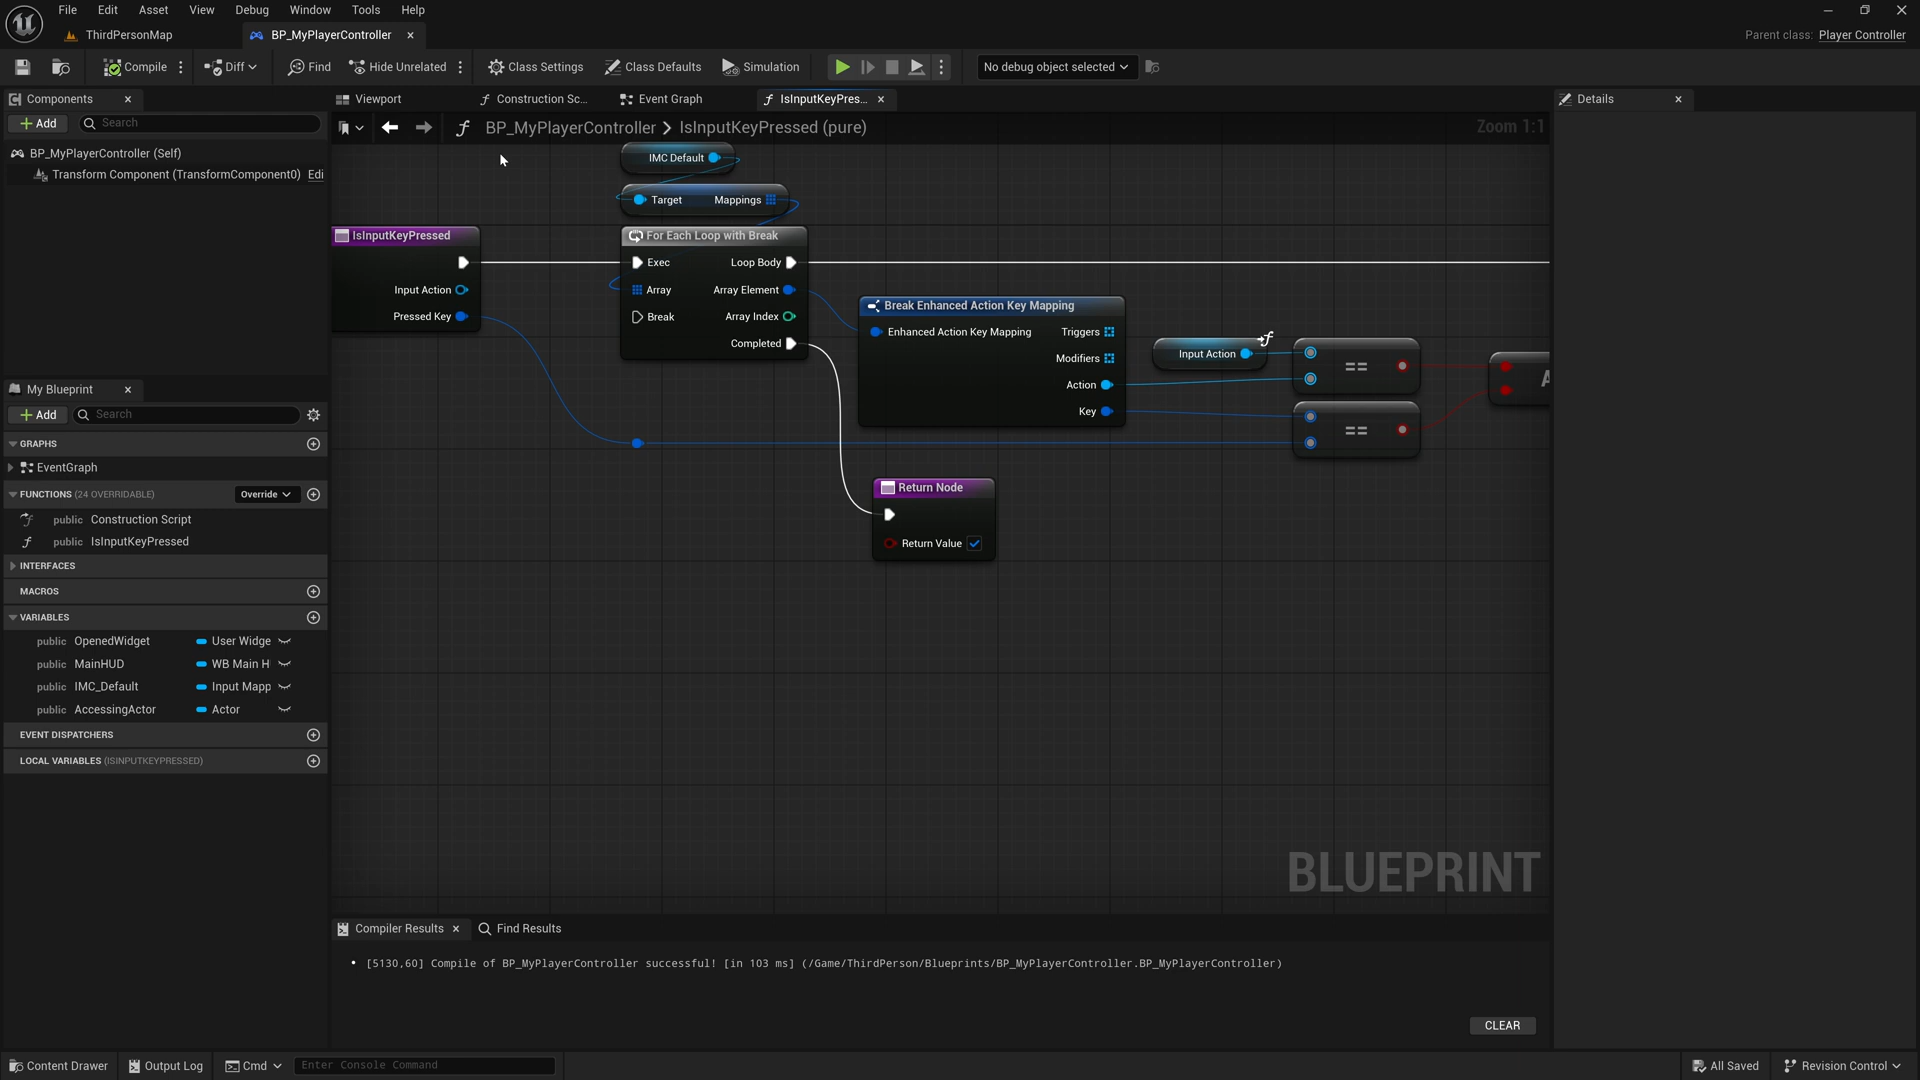 File Edit Asset View Debug Window Tools Help
ThirdPersonMap
BP_MyPlayerController
Parent class: Player Controller
Compile
Diff
Find
Hide Unrelated
Class Settings
Class Defaults
Simulation
No debug object selected
Components
Add
Search
BP_MyPlayerController (Self)
Transform Component (TransformComponent0) Edi
My Blueprint
Add
Search
GRAPHS
EventGraph
FUNCTIONS (24 OVERRIDABLE)
Override
public Construction Script
public IsInputKeyPressed
INTERFACES
MACROS
VARIABLES
public OpenedWidget User Widge
public MainHUD WB Main H
public IMC_Default Input Mapp
public AccessingActor Actor
EVENT DISPATCHERS
LOCAL VARIABLES (ISINPUTKEYPRESSED)
Viewport
Construction Sc...
Event Graph
IsInputKeyPres...
BP_MyPlayerController > IsInputKeyPressed (pure)
Zoom 1:1
IMC Default
Target Mappings
IsInputKeyPressed
Input Action
Pressed Key
For Each Loop with Break
Exec Loop Body
Array Array Element
Break Array Index
Completed
Break Enhanced Action Key Mapping
Enhanced Action Key Mapping Triggers
Modifiers
Action
Key
Input Action
==
==
Return Node
Return Value
BLUEPRINT
Details
Compiler Results
Find Results
• [5130,60] Compile of BP_MyPlayerController successful! [in 103 ms] (/Game/ThirdPerson/Blueprints/BP_MyPlayerController.BP_MyPlayerController)
CLEAR
Content Drawer
Output Log
Cmd
Enter Console Command
All Saved
Revision Control